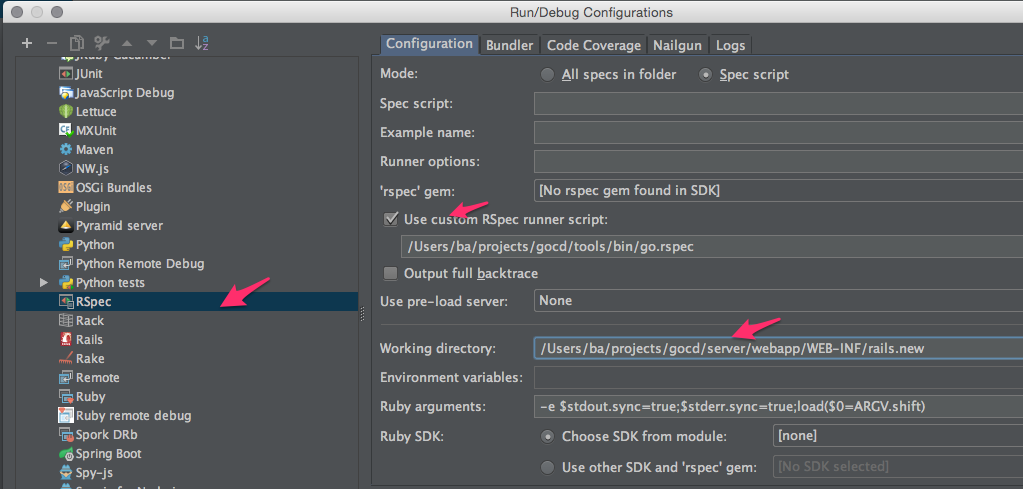 Run/Debug Configurations
JRuby Cucumber
JUnit
JavaScript Debug
Lettuce
MXUnit
Maven
NW.js
OSGi Bundles
Plugin
Pyramid server
Python
Python Remote Debug
Python tests
RSpec
Rack
Rails
Rake
Remote
Ruby
Ruby remote debug
Spork DRb
Spring Boot
Spy-js
Configuration Bundler Code Coverage Nailgun Logs
Mode: All specs in folder Spec script
Spec script:
Example name:
Runner options:
'rspec' gem: [No rspec gem found in SDK]
Use custom RSpec runner script:
/Users/ba/projects/gocd/tools/bin/go.rspec
Output full backtrace
Use pre-load server: None
Working directory: /Users/ba/projects/gocd/server/webapp/WEB-INF/rails.new
Environment variables:
Ruby arguments: -e $stdout.sync=true;$stderr.sync=true;load($0=ARGV.shift)
Ruby SDK: Choose SDK from module: [none]
Use other SDK and 'rspec' gem: [No SDK selected]